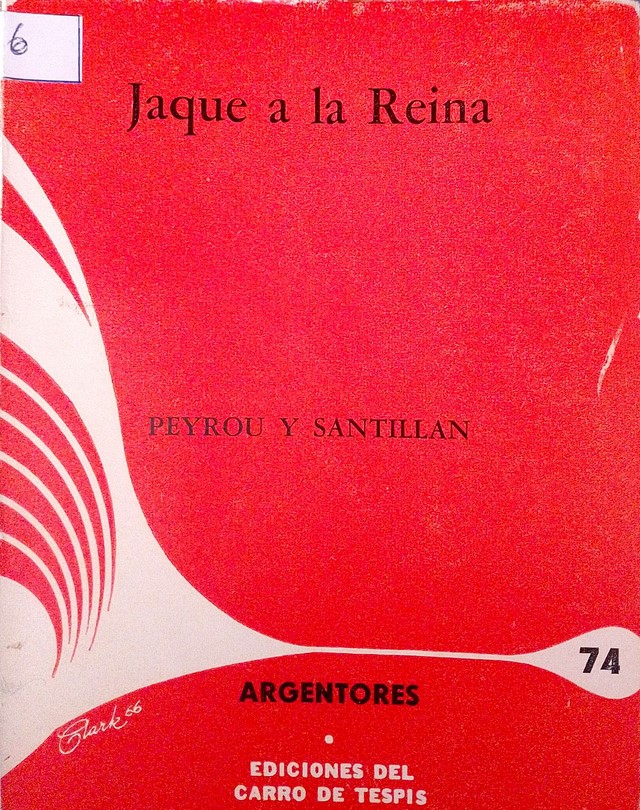 6
Jaque a la Reina
PEYROU Y SANTILLAN
74
ARGENTORES
Clark 66
EDICIONES DEL
CARRO DE TESPIS